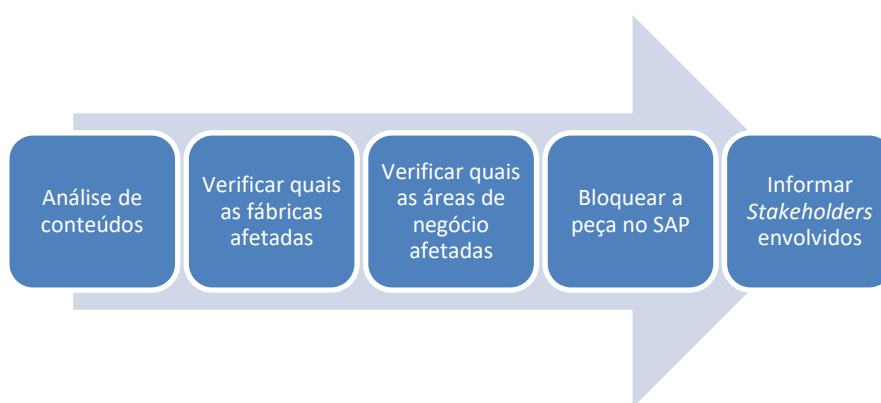 Análise de
conteúdos
Verificar quais
as fábricas
afetadas
Verificar quais
as áreas de
negócio
afetadas
Bloquear a
peça no SAP
Informar
Stakeholders
envolvidos